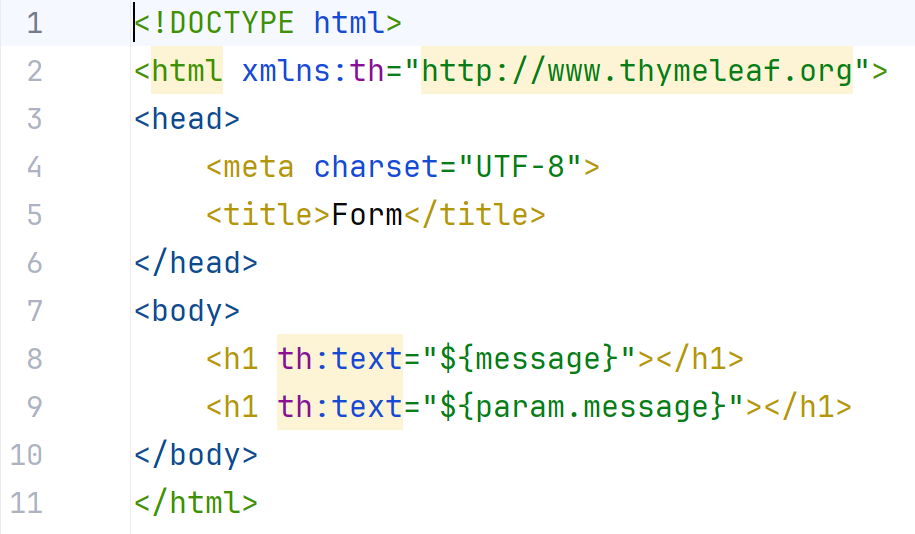 1 <!DOCTYPE html>
2 <html xmlns:th="http://www.thymeleaf.org">
3 <head>
4     <meta charset="UTF-8">
5     <title>Form</title>
6 </head>
7 <body>
8     <h1 th:text="${message}"></h1>
9     <h1 th:text="${param.message}"></h1>
10 </body>
11 </html>